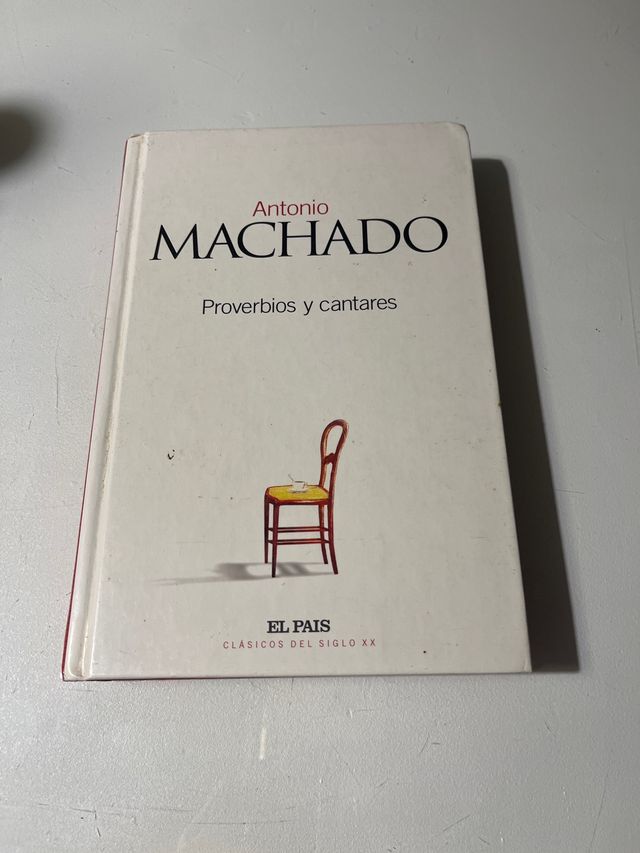 Antonio
MACHADO
Proverbios y cantares
EL PAIS
CLÁSICOS DEL SIGLO XX